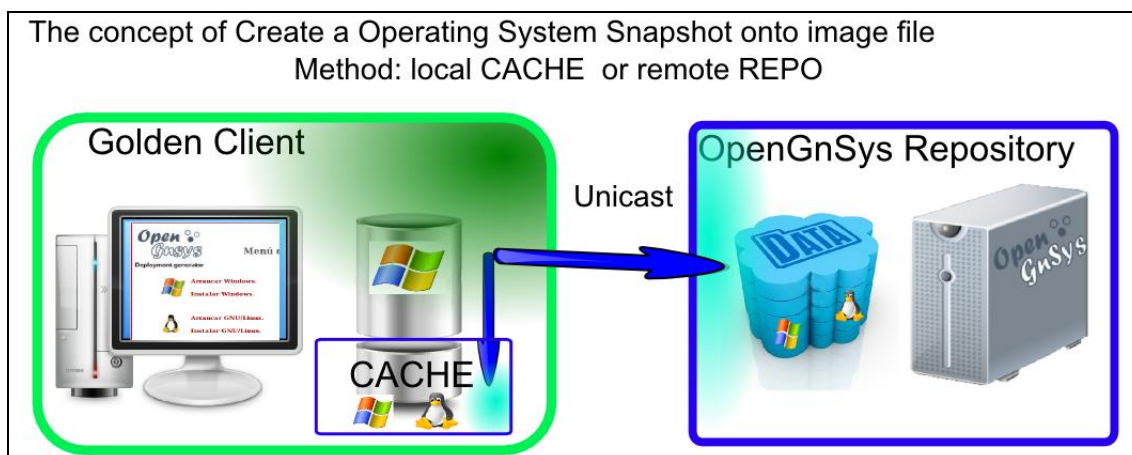 The concept of Create a Operating System Snapshot onto image file
Method: local CACHE or remote REPO
Golden Client
OpenGnSys Repository
Unicast
Open
Gnsys
Deployment generator
Menú
Arrancar Windows.
Instalar Windows.
Arrancar GNU/Linux.
Instalar GNU/Linux.
DATA
Open
GnSys
CACHE